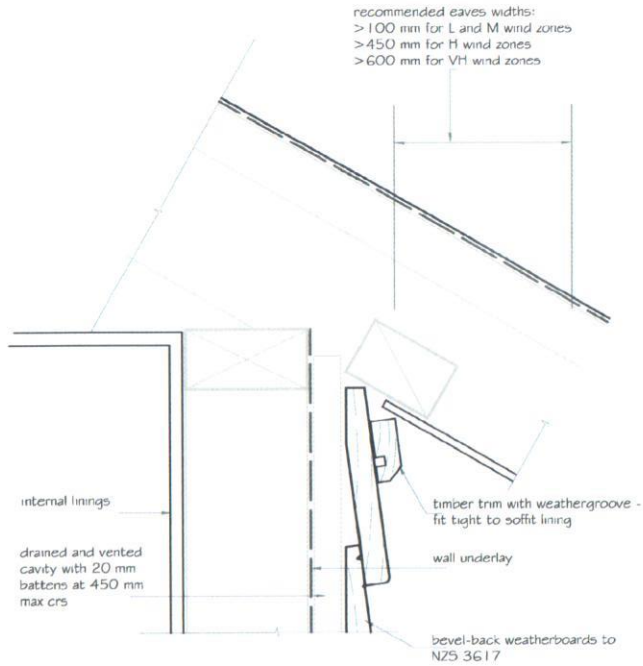 recommended eaves widths:
>100 mm for L and M wind zones
>450 mm for H wind zones
>600 mm for VH wind zones
internal linings
drained and vented
cavity with 20 mm
battens at 450 mm
max crs
timber trim with weathergroove -
fit tight to soffit lining
wall underlay
bevel-back weatherboards to
NZS 3617